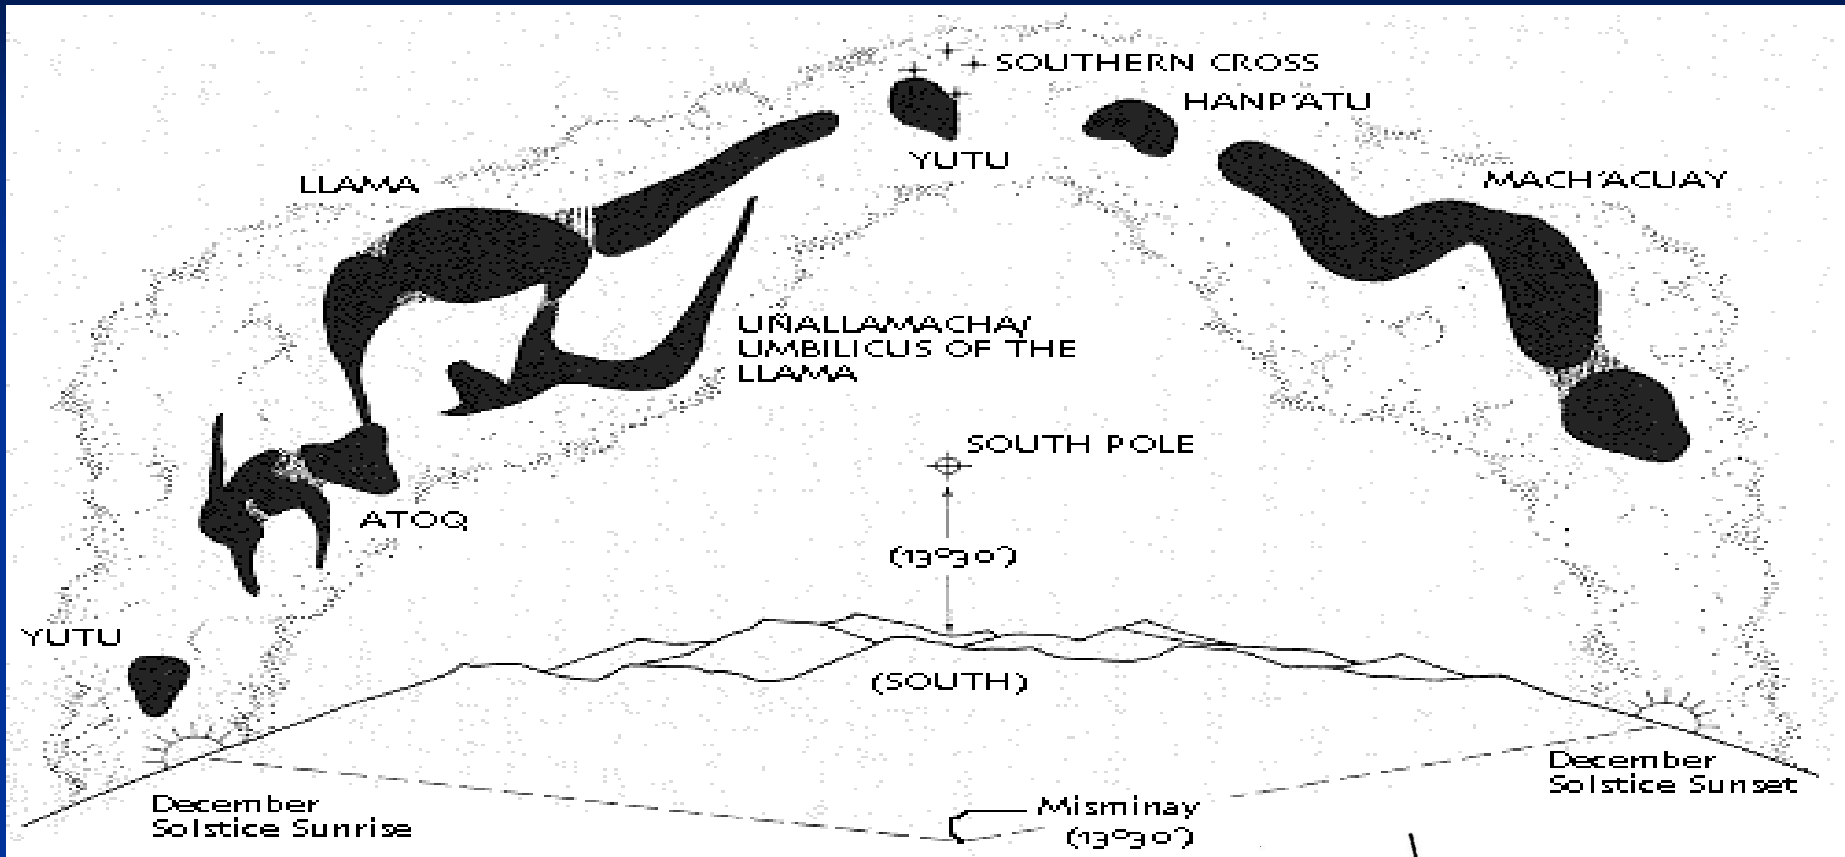 SOUTHERN CROSS
HANP'ATU
YUTU
LLAMA
MACH'ACUAY
UÑALLAMACHA/
UMBILICUS OF THE
LLAMA
SOUTH POLE
ATOQ
(13°30')
YUTU
(SOUTH)
December
Solstice Sunrise
December
Solstice Sunset
Misminay
(13°30')